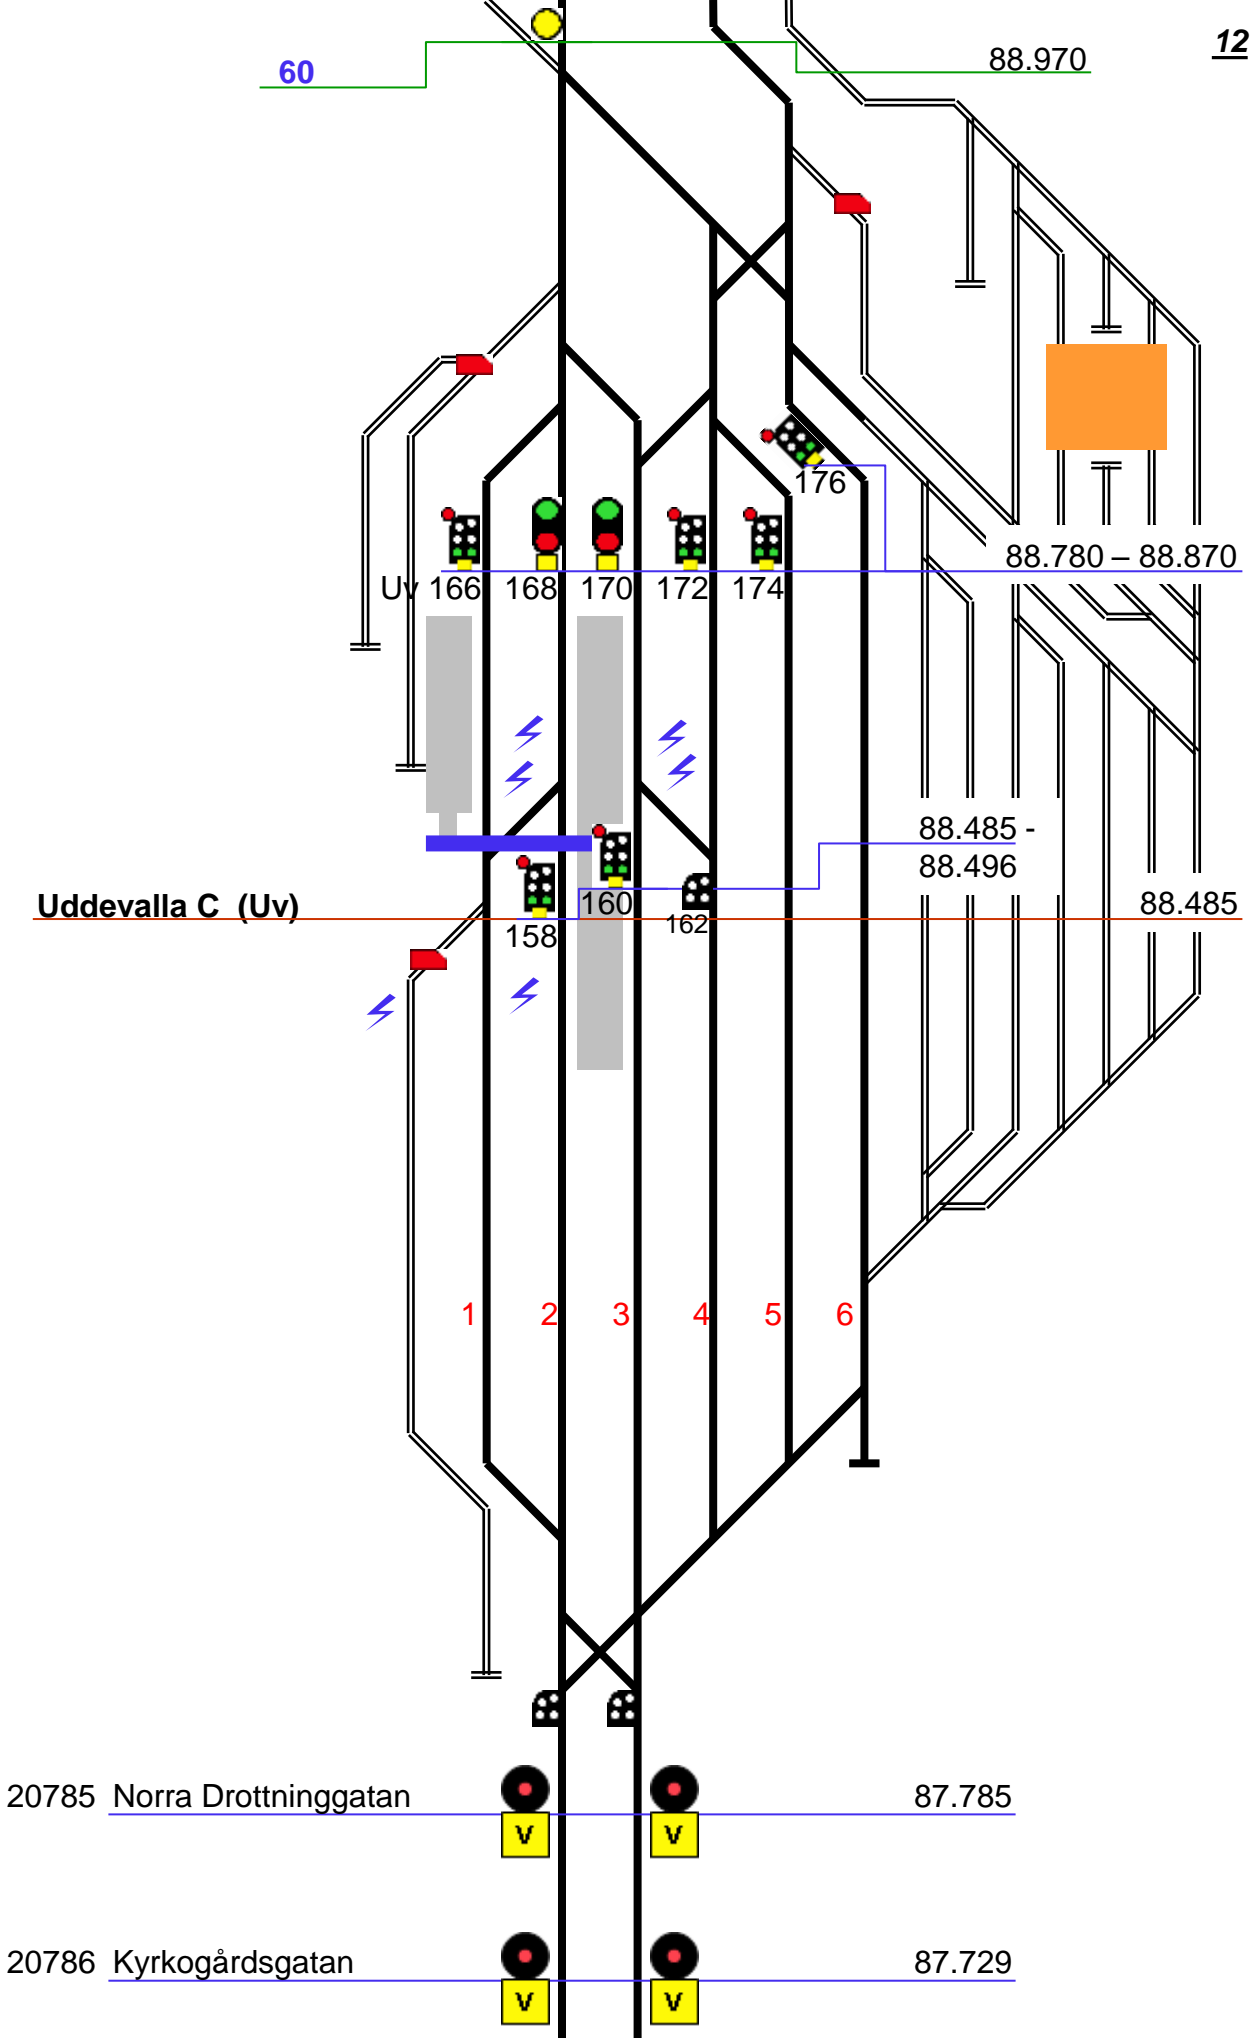 12
88.970
60
176
88.780 – 88.870
Uv 166 168 170 172 174
88.485 -
88.496
Uddevalla C (Uv) 160 88.485
158 162
1 2 3 4 5 6
20785 Norra Drottninggatan 87.785
V V
20786 Kyrkogårdsgatan 87.729
V V